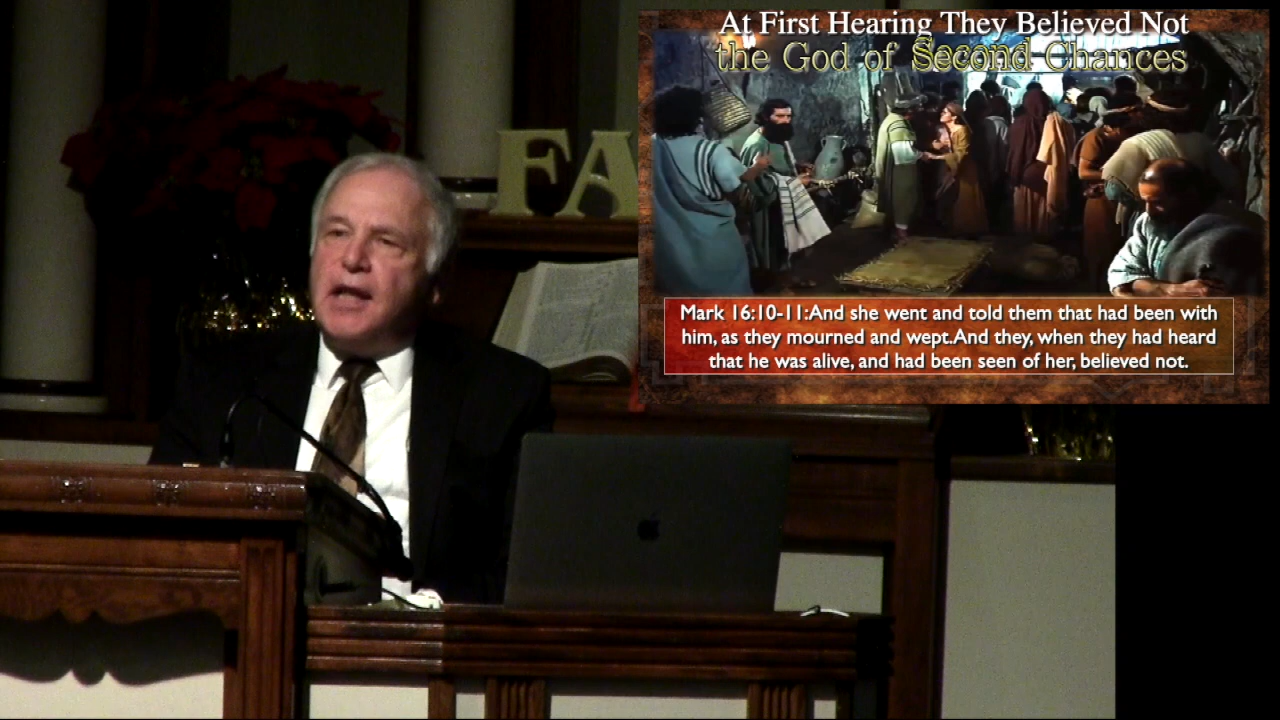 At First Hearing They Believed Not
the God of Second Chances
FA
Mark 16:10-11:And she went and told them that had been with
him, as they mourned and wept.And they, when they had heard
that he was alive, and had been seen of her, believed not.